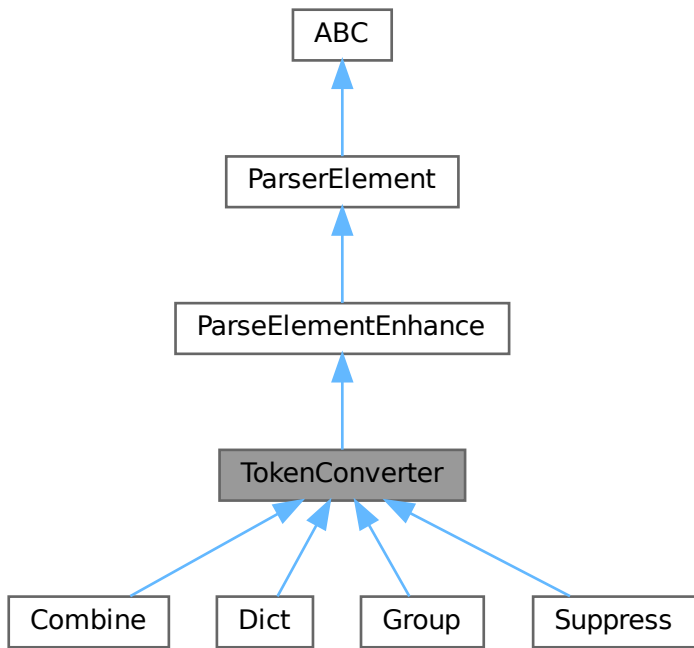 ABC
ParserElement
ParseElementEnhance
TokenConverter
Combine
Dict
Group
Suppress